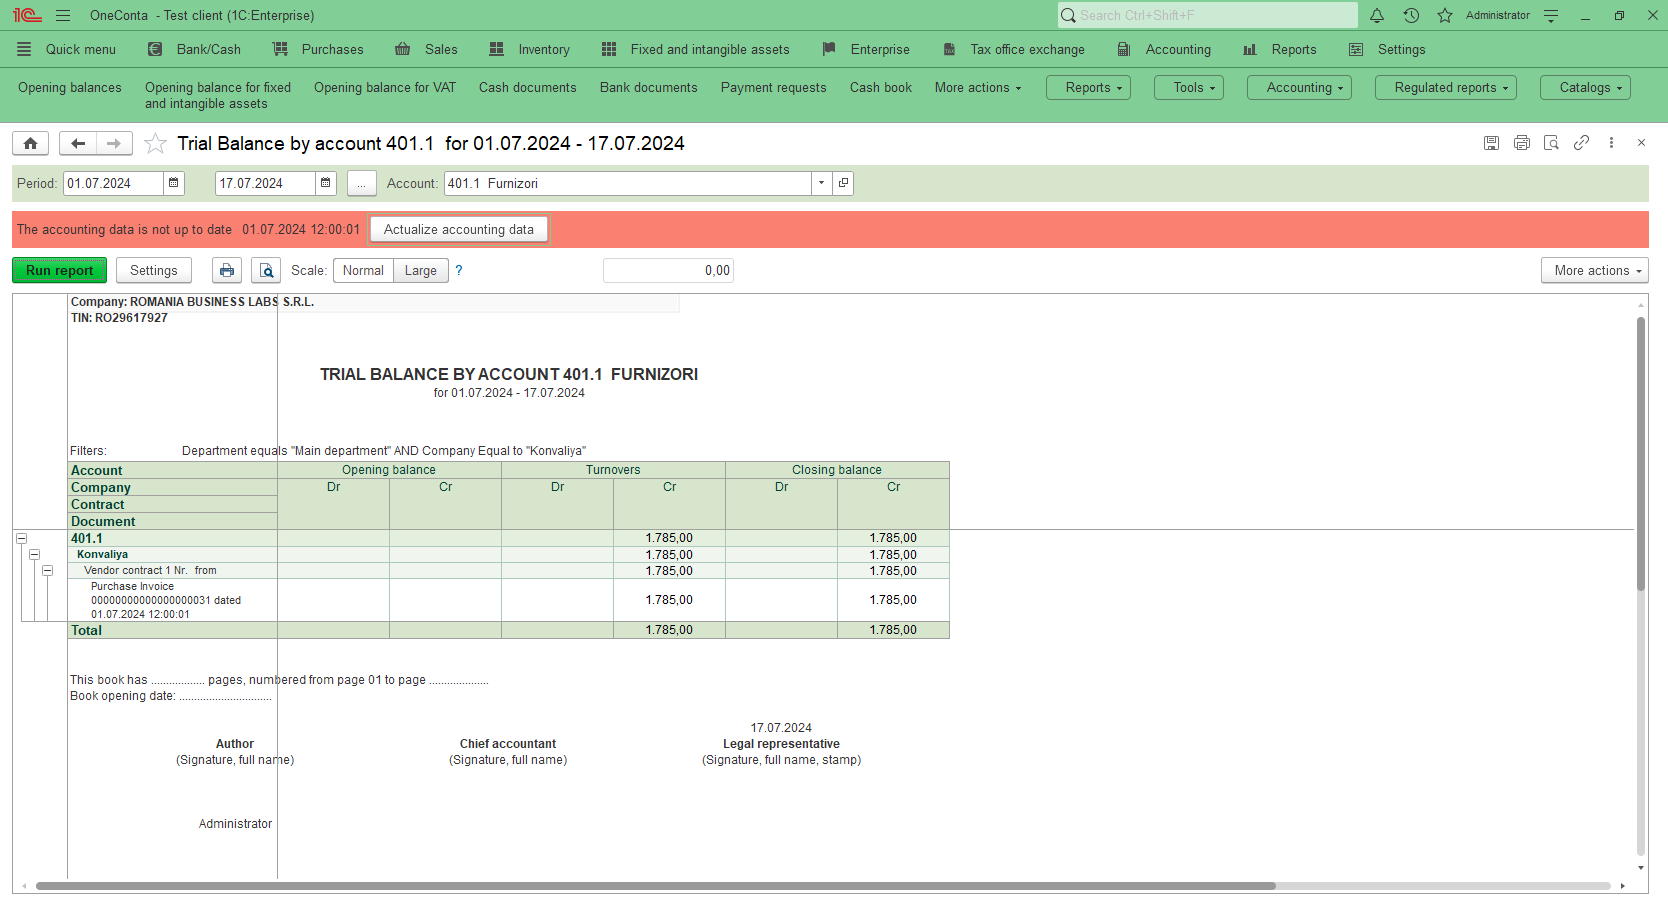 OneConta - Test client (1C:Enterprise)
Search Ctrl+Shift+F
Administrator
Quick menu Bank/Cash Purchases Sales Inventory Fixed and intangible assets Enterprise Tax office exchange Accounting Reports Settings
Opening balances Opening balance for fixed and intangible assets Opening balance for VAT Cash documents Bank documents Payment requests Cash book More actions Reports Tools Accounting Regulated reports Catalogs
Trial Balance by account 401.1 for 01.07.2024 - 17.07.2024
Period: 01.07.2024 17.07.2024 ... Account: 401.1 Furnizori
The accounting data is not up to date 01.07.2024 12:00:01 Actualize accounting data
Run report Settings Scale: Normal Large ? 0,00 More actions
Company: ROMANIA BUSINESS LABS S.R.L.
TIN: RO29617927
TRIAL BALANCE BY ACCOUNT 401.1 FURNIZORI
for 01.07.2024 - 17.07.2024
Filters: Department equals "Main department" AND Company Equal to "Konvaliya"
Account Opening balance Turnovers Closing balance
Company Dr Cr Dr Cr Dr Cr
Contract
Document
401.1 1.785,00 1.785,00
Konvaliya 1.785,00 1.785,00
Vendor contract 1 Nr. from 1.785,00 1.785,00
Purchase Invoice
00000000000000000031 dated 1.785,00 1.785,00
01.07.2024 12:00:01
Total 1.785,00 1.785,00
This book has .................. pages, numbered from page 01 to page ....................
Book opening date: ...............................
17.07.2024
Author Chief accountant Legal representative
(Signature, full name) (Signature, full name) (Signature, full name, stamp)
Administrator